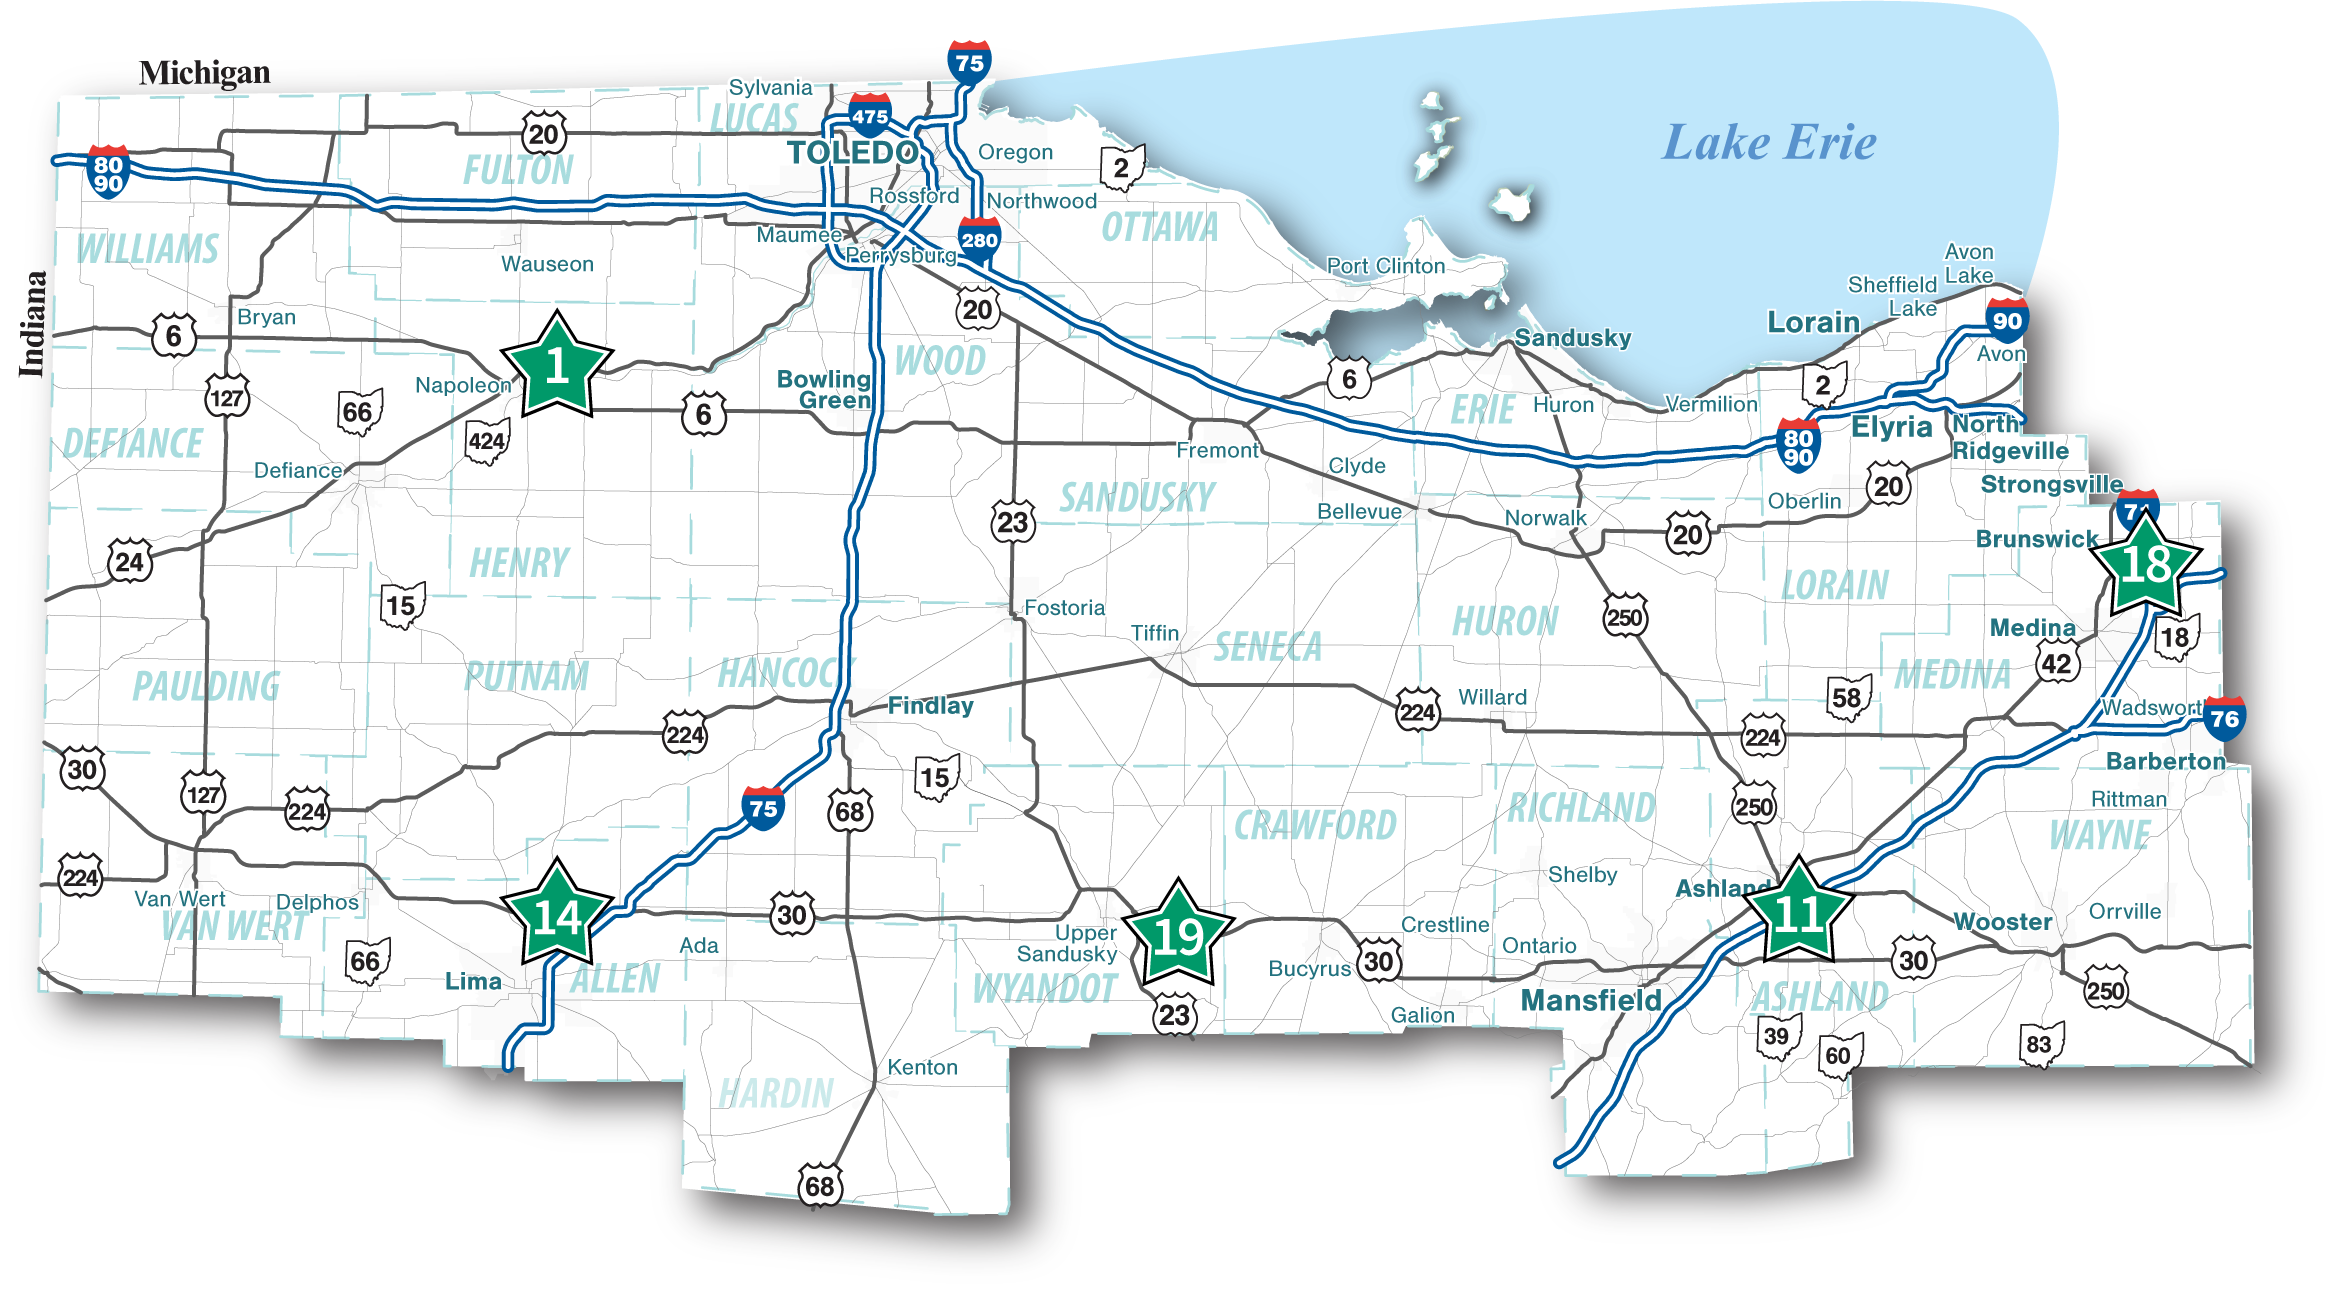 Michigan
Indiana
Lake Erie
75
Sylvania
LUCAS
475
20
TOLEDO
Oregon
2
80
90
FULTON
Rossford
Northwood
OTTAWA
WILLIAMS
Maumee
280
Perrysburg
Wauseon
Port Clinton
Avon
Lake
Sheffield
Lake
Bryan
20
90
6
Lorain
Sandusky
1
WOOD
Avon
Napoleon
Bowling
Green
6
2
127
66
6
ERIE
Huron
Vermilion
DEFIANCE
424
Elyria
North
Ridgeville
80
90
Fremont
Defiance
Clyde
Strongsville
20
SANDUSKY
Oberlin
Bellevue
Norwalk
23
20
Brunswick
18
24
HENRY
LORAIN
15
Fostoria
250
HURON
Tiffin
SENECA
Medina
18
42
PAULDING
PUTNAM
HANCOCK
MEDINA
Willard
58
Findlay
224
224
224
Wadsworth
76
30
Barberton
15
127
224
75
68
250
Rittman
CRAWFORD
RICHLAND
WAYNE
224
Shelby
Ashland
Van Wert
Delphos
VAN WERT
14
30
19
11
Crestline
Wooster
Orrville
Upper
Sandusky
Ada
Ontario
66
Lima
ALLEN
WYANDOT
Bucyrus
30
30
Mansfield
ASHLAND
250
23
Galion
39
60
83
Kenton
HARDIN
68